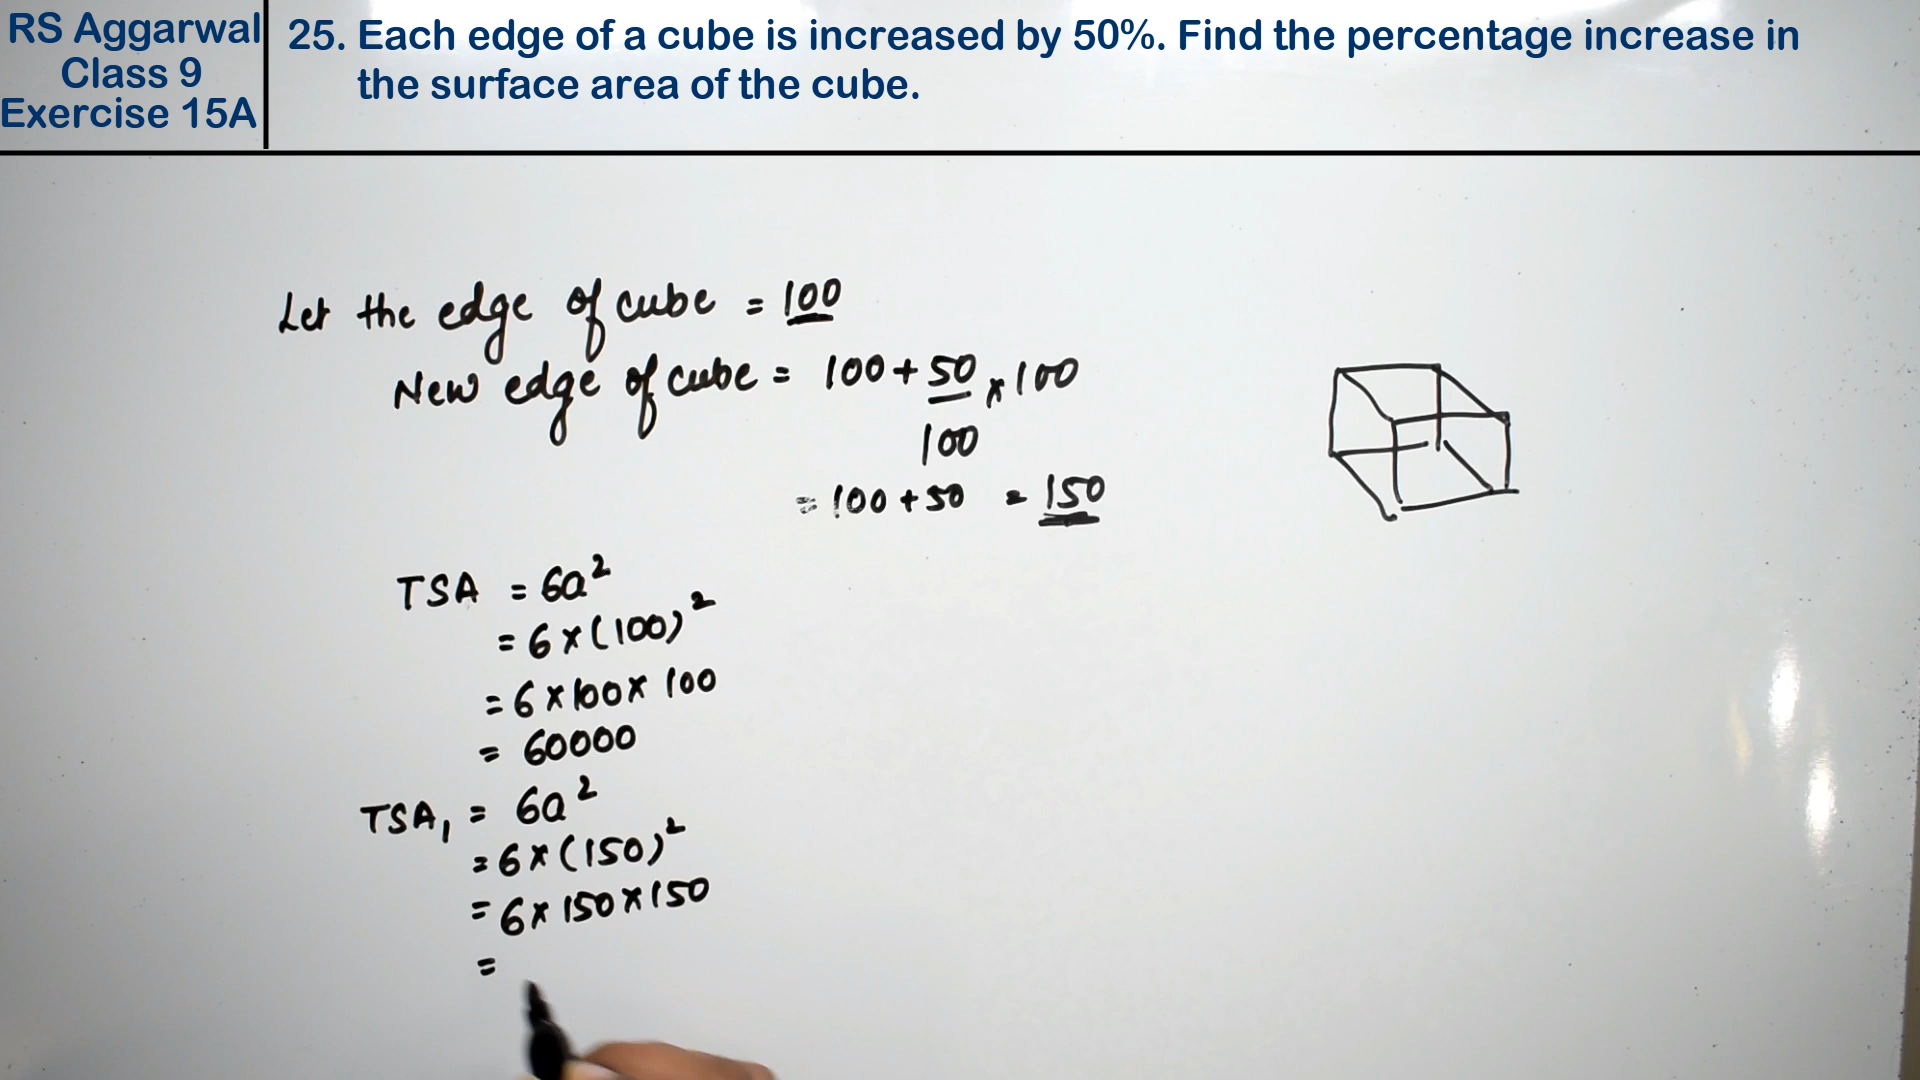 RS Aggarwal
Class 9
Exercise 15A
25. Each edge of a cube is increased by 50%. Find the percentage increase in
the surface area of the cube.
Let the edge of cube = 100
New edge of cube = 100 + 50/100 × 100
= 100 + 50 = 150
TSA = 6a²
= 6 × (100)²
= 6 × 100 × 100
= 60000
TSA₁ = 6a²
= 6 × (150)²
= 6 × 150 × 150
=